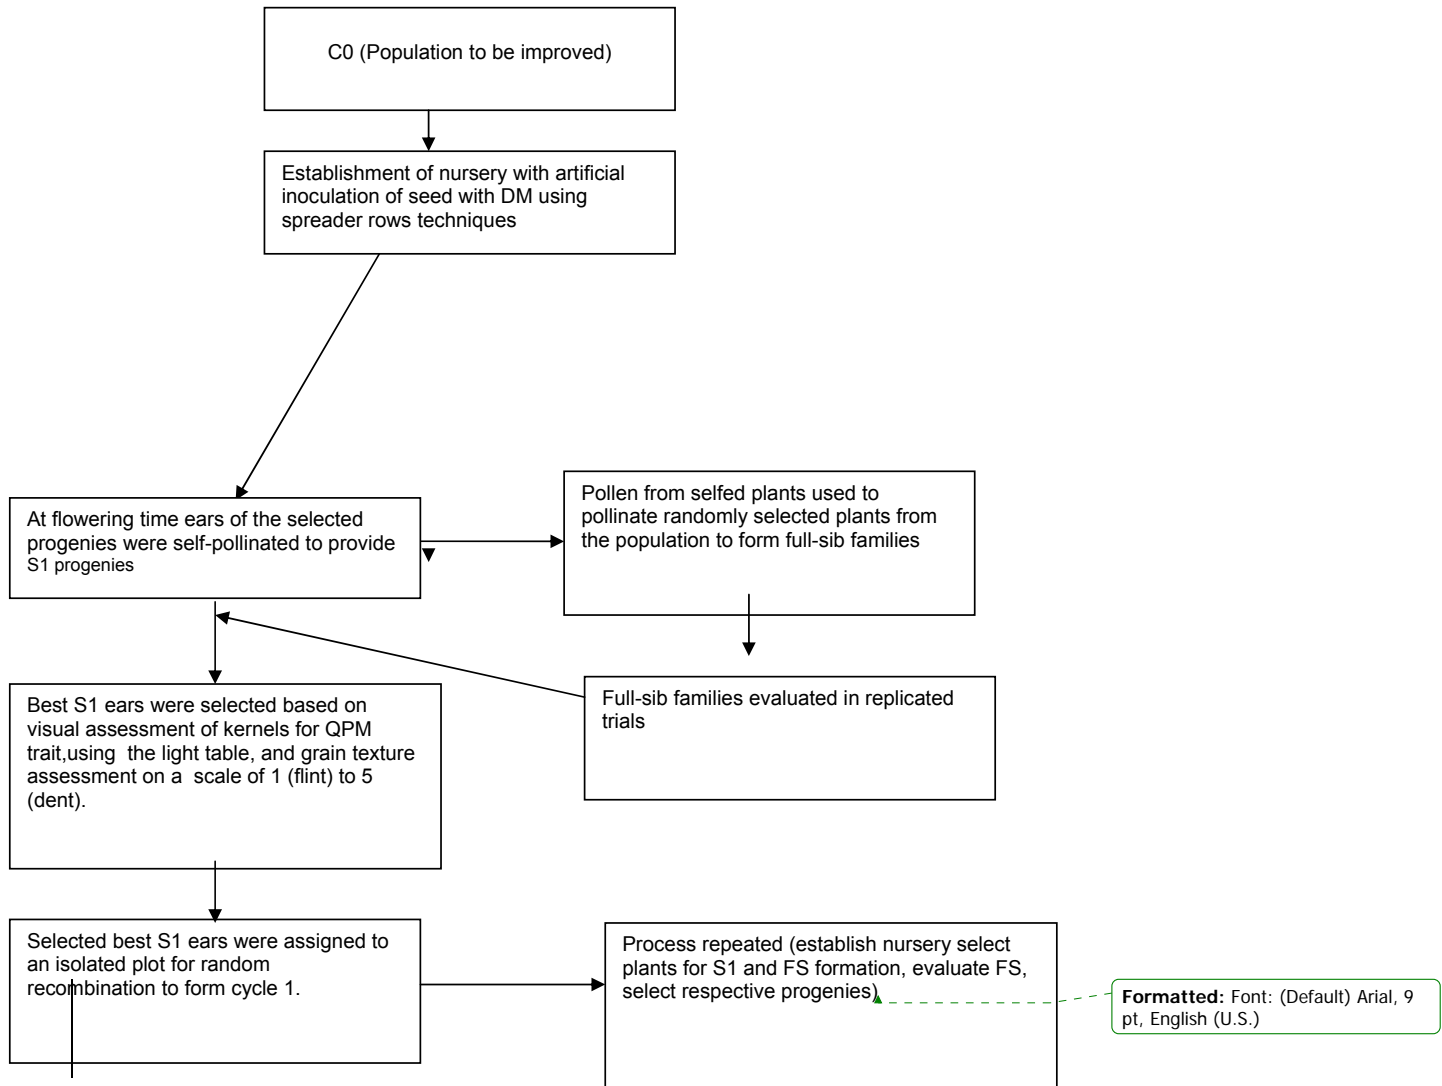 C0 (Population to be improved)
Establishment of nursery with artificial
inoculation of seed with DM using
spreader rows techniques
At flowering time ears of the selected
progenies were self-pollinated to provide
S1 progenies
Pollen from selfed plants used to
pollinate randomly selected plants from
the population to form full-sib families
Best S1 ears were selected based on
visual assessment of kernels for QPM
trait,using the light table, and grain texture
assessment on a scale of 1 (flint) to 5
(dent).
Full-sib families evaluated in replicated
trials
Selected best S1 ears were assigned to
an isolated plot for random
recombination to form cycle 1.
Process repeated (establish nursery select
plants for S1 and FS formation, evaluate FS,
select respective progenies)
Formatted: Font: (Default) Arial, 9
pt, English (U.S.)